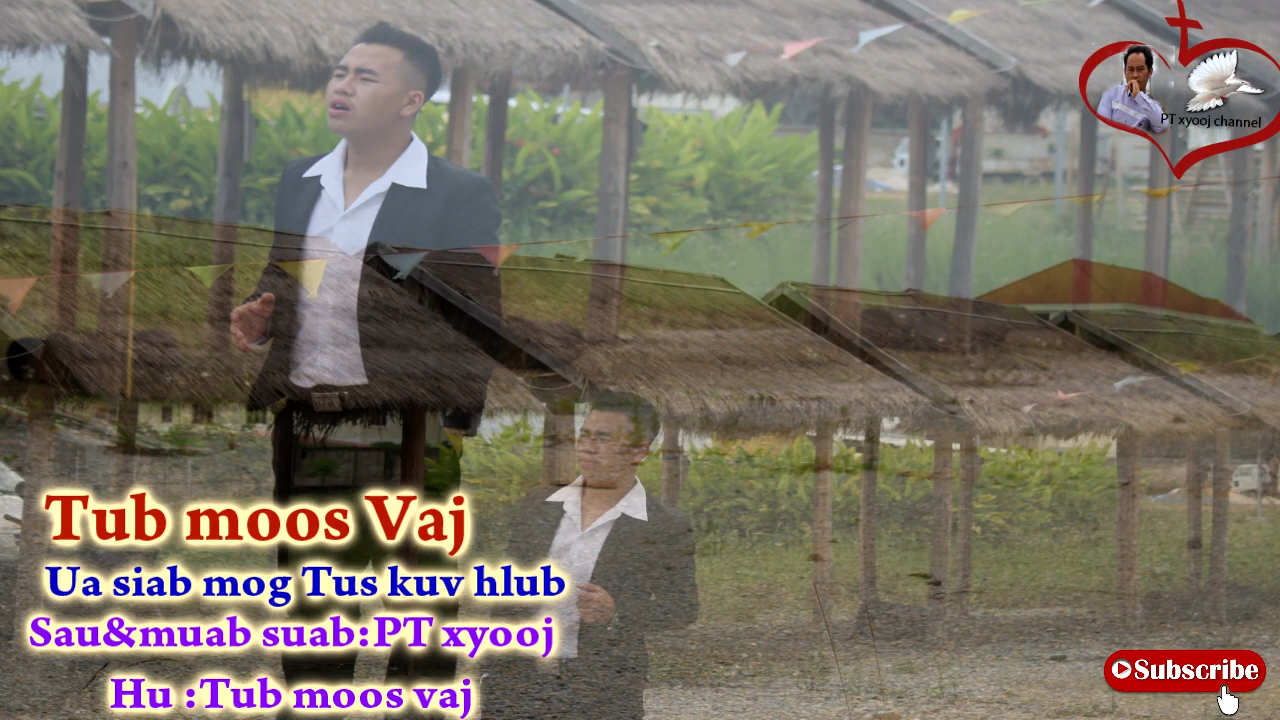 PT xyooj channel
Tub moos Vaj
Ua siab mog Tus kuv hlub
Sau&muab suab:PT xyooj
Hu :Tub moos vaj
Subscribe